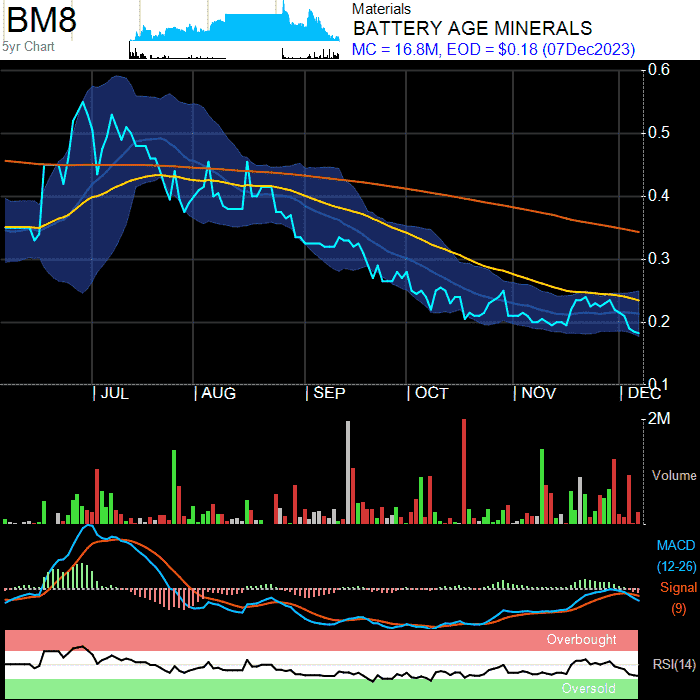 BM8
5yr Chart
Materials
BATTERY AGE MINERALS
MC = 16.8M, EOD = $0.18 (07Dec2023)
0.6
0.5
0.4
0.3
0.2
0.1
JUL AUG SEP OCT NOV DEC
2M
Volume
MACD
(12-26)
Signal
(9)
Overbought
RSI(14)
Oversold